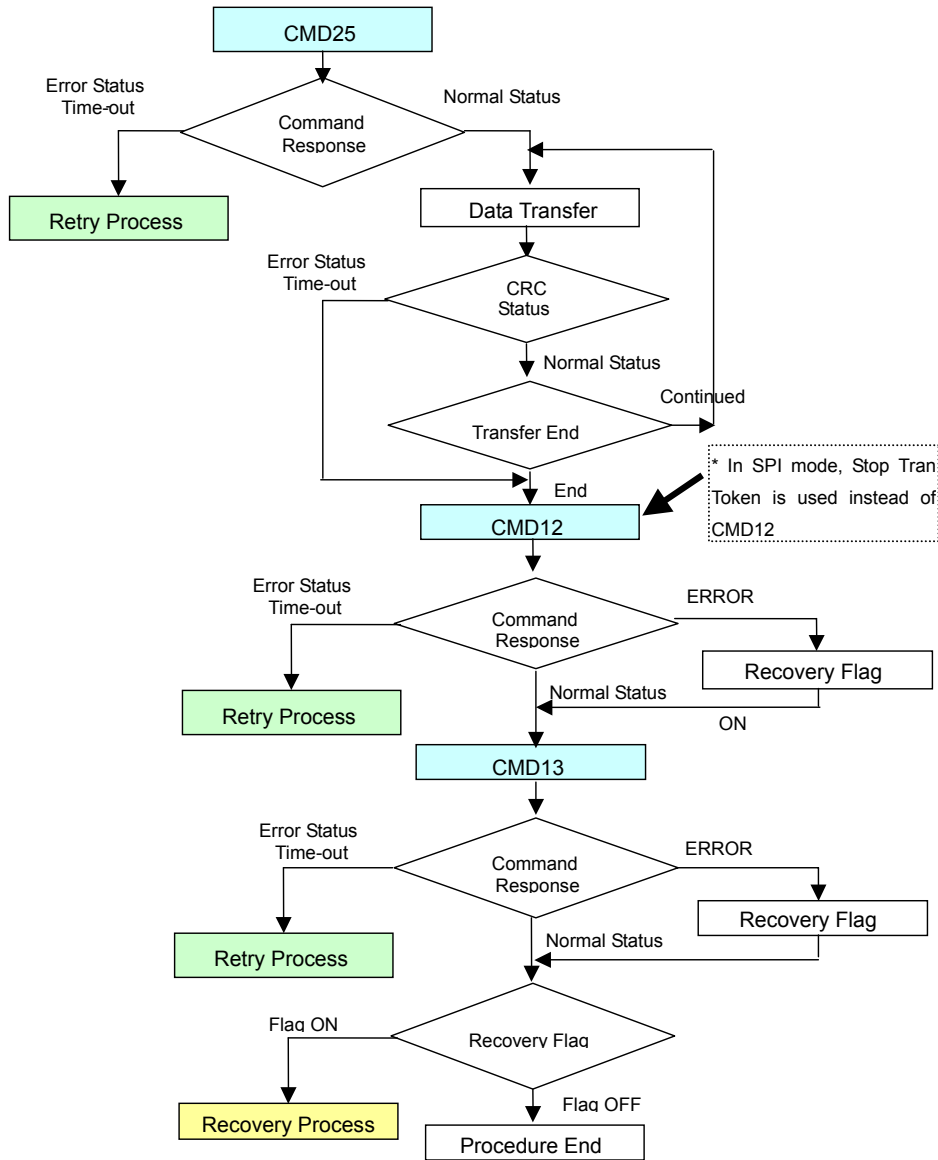 CMD25
Error Status
Time-out
Normal Status
Command
Response
Retry Process
Data Transfer
Error Status
Time-out
CRC
Status
Normal Status
Continued
Transfer End
* In SPI mode, Stop Tran
Token is used instead of
CMD12
End
CMD12
Error Status
Time-out
ERROR
Command
Response
Recovery Flag
Normal Status
Retry Process
ON
CMD13
Error Status
Time-out
ERROR
Command
Response
Recovery Flag
Normal Status
Retry Process
Flag ON
Recovery Flag
Recovery Process
Flag OFF
Procedure End